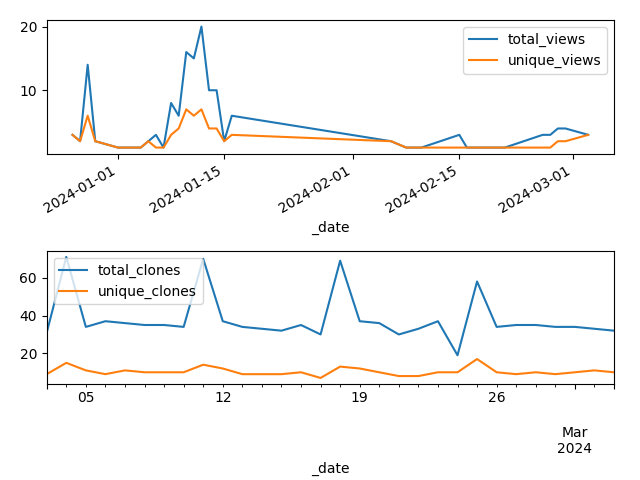 20
10
total_views
unique_views
2024-01-01
2024-01-15
2024-02-01
2024-02-15
2024-03-01
_date
60
40
20
total_clones
unique_clones
05
12
19
26
Mar
2024
_date